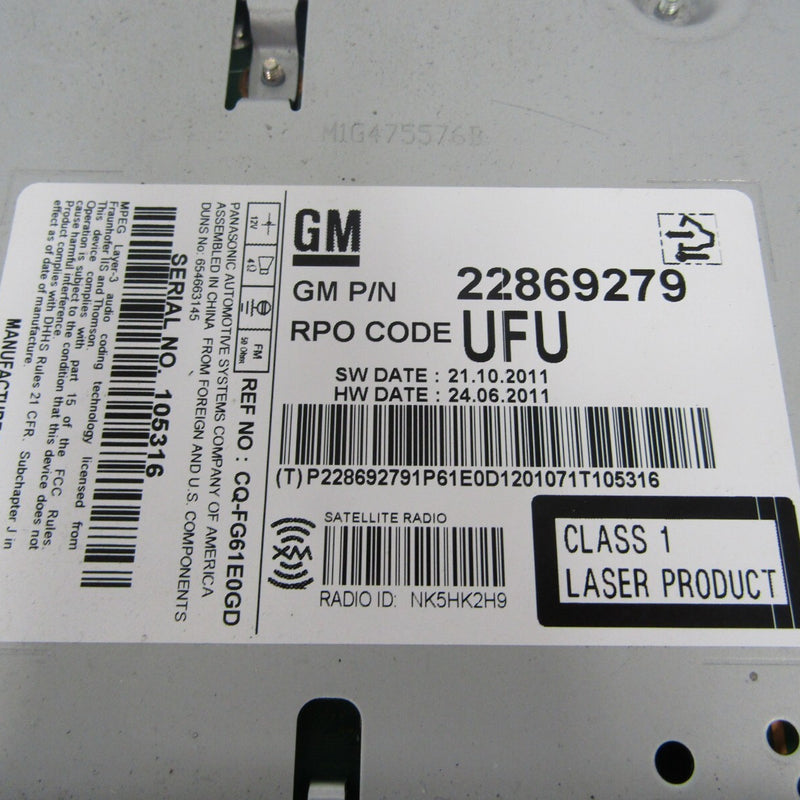 M1G475576B
GM
GM P/N 22869279
RPO CODE UFU
SW DATE : 21.10.2011
HW DATE : 24.06.2011
(T) P228692791P61E0D1201071T105316
SATELLITE RADIO
RADIO ID: NK5HK2H9
CLASS 1
LASER PRODUCT
12V
4Ω
FM
50 OHM
REF NO : CQ-FG61E0GD
PANASONIC AUTOMOTIVE SYSTEMS COMPANY OF AMERICA
ASSEMBLED IN CHINA FROM FOREIGN AND U.S. COMPONENTS
DUNS No: 654663145
SERIAL NO. 105316
MPEG Layer-3 audio coding technology licensed from
Fraunhofer IIS and Thomson.
This device complies with part 15 of the FCC Rules.
Operation is subject to the condition that this device does not
cause harmful interference.
Product complies with DHHS Rules 21 CFR. Subchapter J in
effect as of date of manufacture.